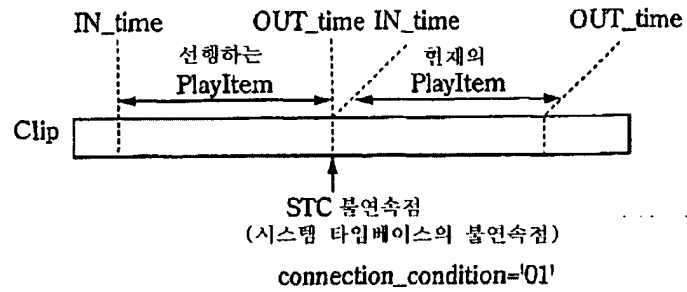 IN_time OUT_time IN_time OUT_time
선행하는 현재의
PlayItem PlayItem
Clip
STC 불연속점
(시스템 타임베이스의 불연속점)
connection_condition='01'